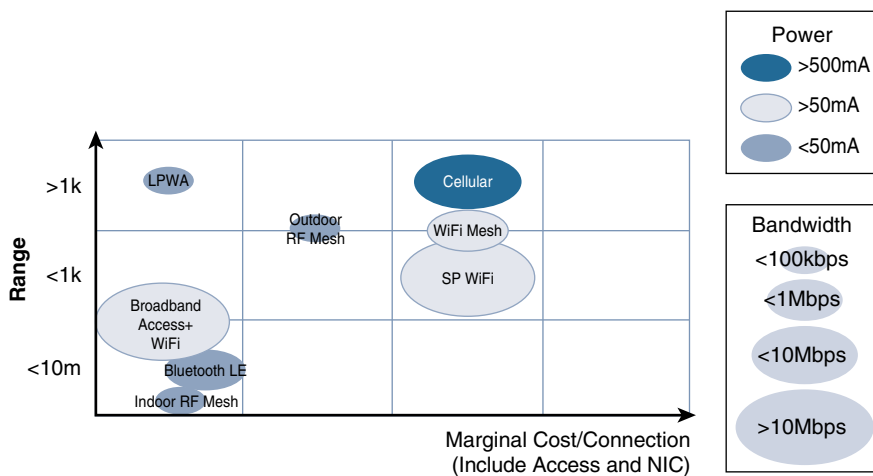 Power
>500mA
>50mA
<50mA
Bandwidth
<100kbps
<1Mbps
<10Mbps
>10Mbps
Range
>1k
<1k
<10m
LPWA
Cellular
Outdoor
RF Mesh
WiFi Mesh
SP WiFi
Broadband
Access+
WiFi
Bluetooth LE
Indoor RF Mesh
Marginal Cost/Connection
(Include Access and NIC)